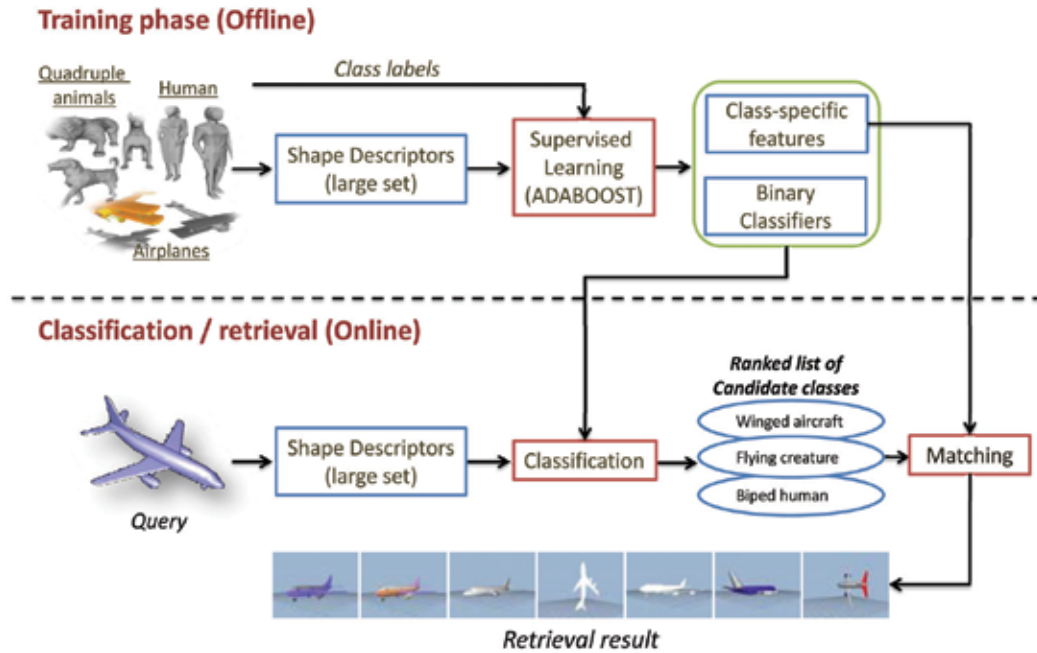 Training phase (Offline)
Quadruple
animals
Human
Airplanes
Class labels
Shape Descriptors
(large set)
Supervised
Learning
(ADABOOST)
Class-specific
features
Binary
Classifiers
Classification / retrieval (Online)
Query
Shape Descriptors
(large set)
Classification
Ranked list of
Candidate classes
Winged aircraft
Flying creature
Biped human
Matching
Retrieval result